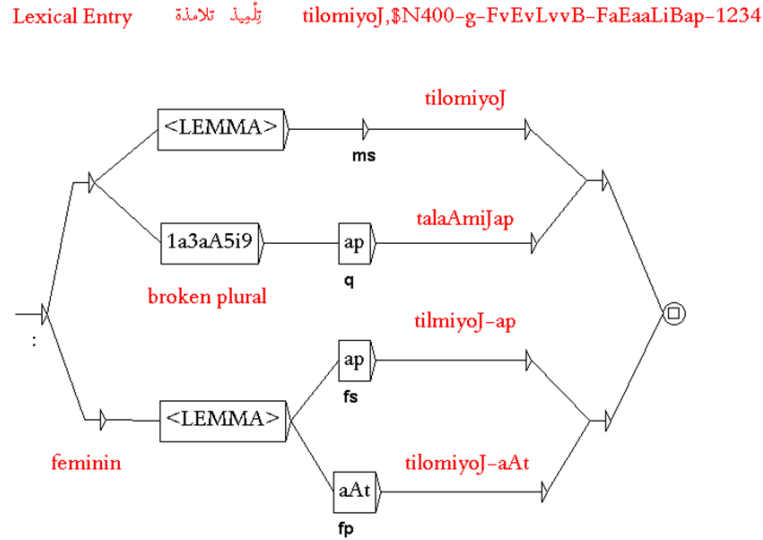 Lexical Entry تِلْمِيذ تلامذة tilomiyoJ,$N400-g-FvEvLvvB-FaEaaLiBap-1234
tilomiyoJ
<LEMMA>
ms
talaAmiJap
1a3aA5i9 ap
q
broken plural
:
tilmiyoJ-ap
ap
fs
<LEMMA>
feminin
tilomiyoJ-aAt
aAt
fp